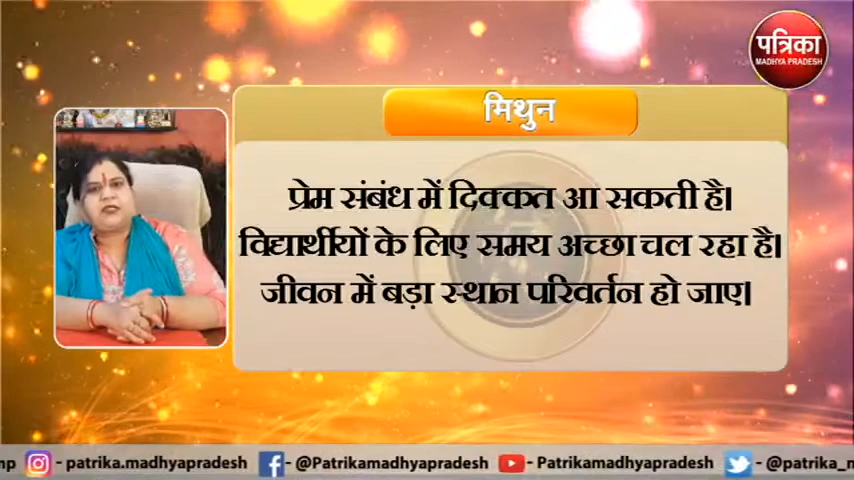 पत्रिका
MADHYA PRADESH
मिथुन
प्रेम संबंध में दिक्कत आ सकती है।
विद्यार्थीयों के लिए समय अच्छा चल रहा है।
जीवन में बड़ा स्थान परिवर्तन हो जाए।
mp - patrika.madhyapradesh - @Patrikamadhyapradesh - Patrikamadhyapradesh - @patrika_m